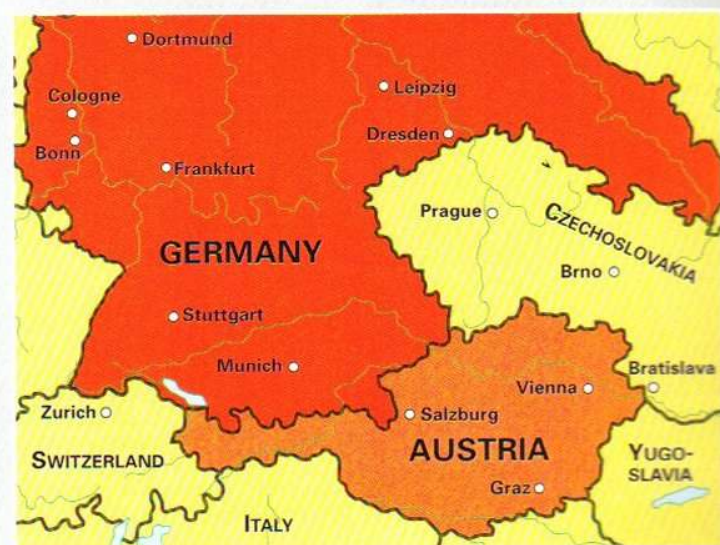 Dortmund
Leipzig
Cologne
Dresden
Bonn
Frankfurt
Prague
CZECHOSLOVAKIA
GERMANY
Brno
Stuttgart
Munich
Vienna
Bratislava
Zurich
Salzburg
AUSTRIA
SWITZERLAND
YUGO-
SLAVIA
Graz
ITALY